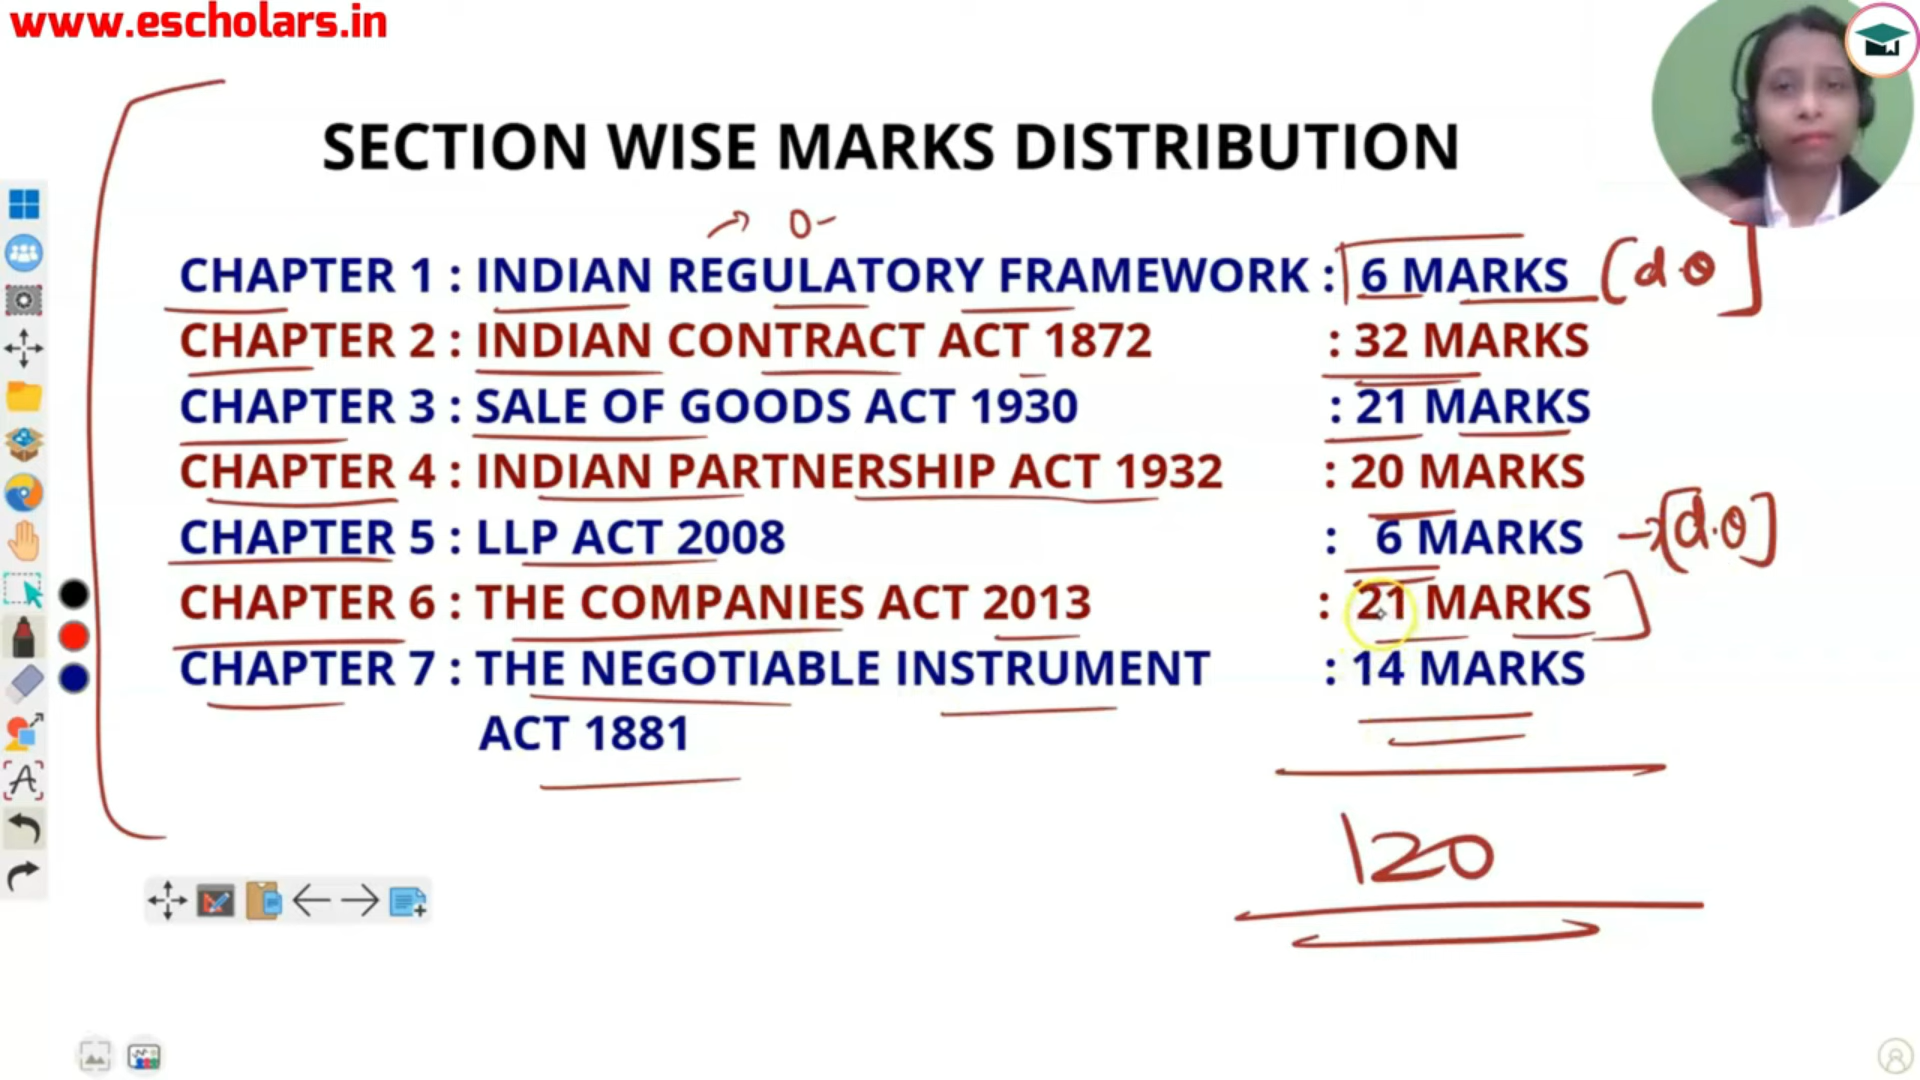 www.escholars.in
SECTION WISE MARKS DISTRIBUTION
CHAPTER 1 : INDIAN REGULATORY FRAMEWORK : 6 MARKS
CHAPTER 2 : INDIAN CONTRACT ACT 1872 : 32 MARKS
CHAPTER 3 : SALE OF GOODS ACT 1930 : 21 MARKS
CHAPTER 4 : INDIAN PARTNERSHIP ACT 1932 : 20 MARKS
CHAPTER 5 : LLP ACT 2008 : 6 MARKS
CHAPTER 6 : THE COMPANIES ACT 2013 : 21 MARKS
CHAPTER 7 : THE NEGOTIABLE INSTRUMENT : 14 MARKS
ACT 1881
120